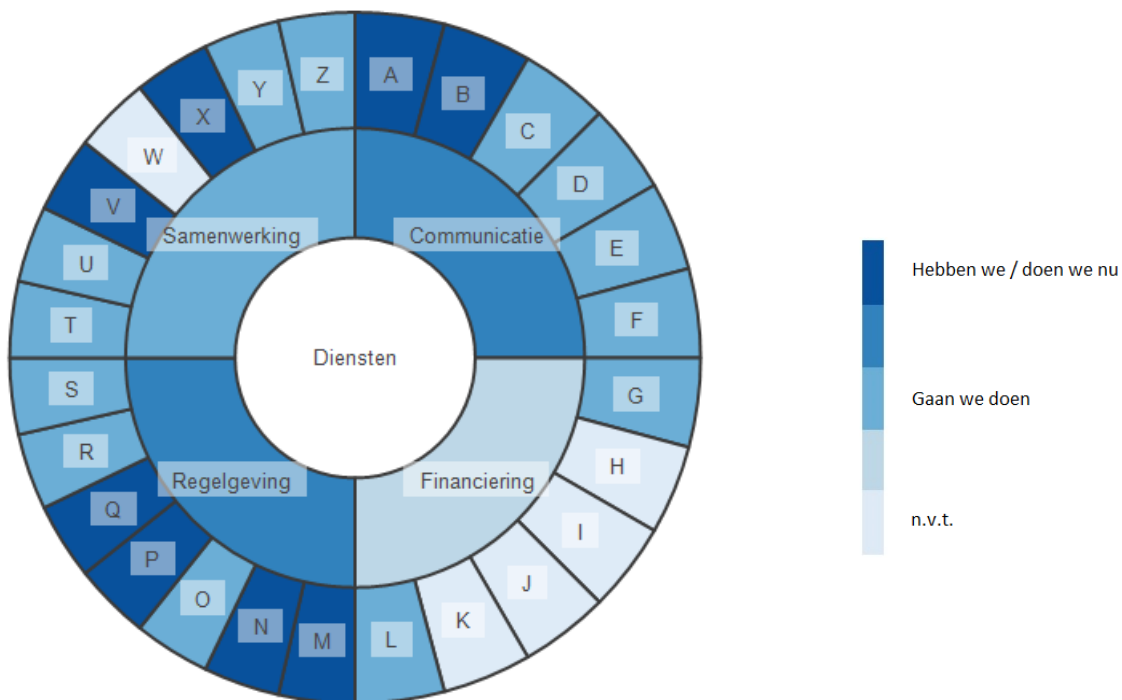 Z
A
Y
B
X
C
W
D
V
Samenwerking
Communicatie
E
U
Hebben we / doen we nu
T
F
Diensten
S
G
Gaan we doen
R
H
Regelgeving
Financiering
Q
n.v.t.
I
P
J
O
K
N
M
L